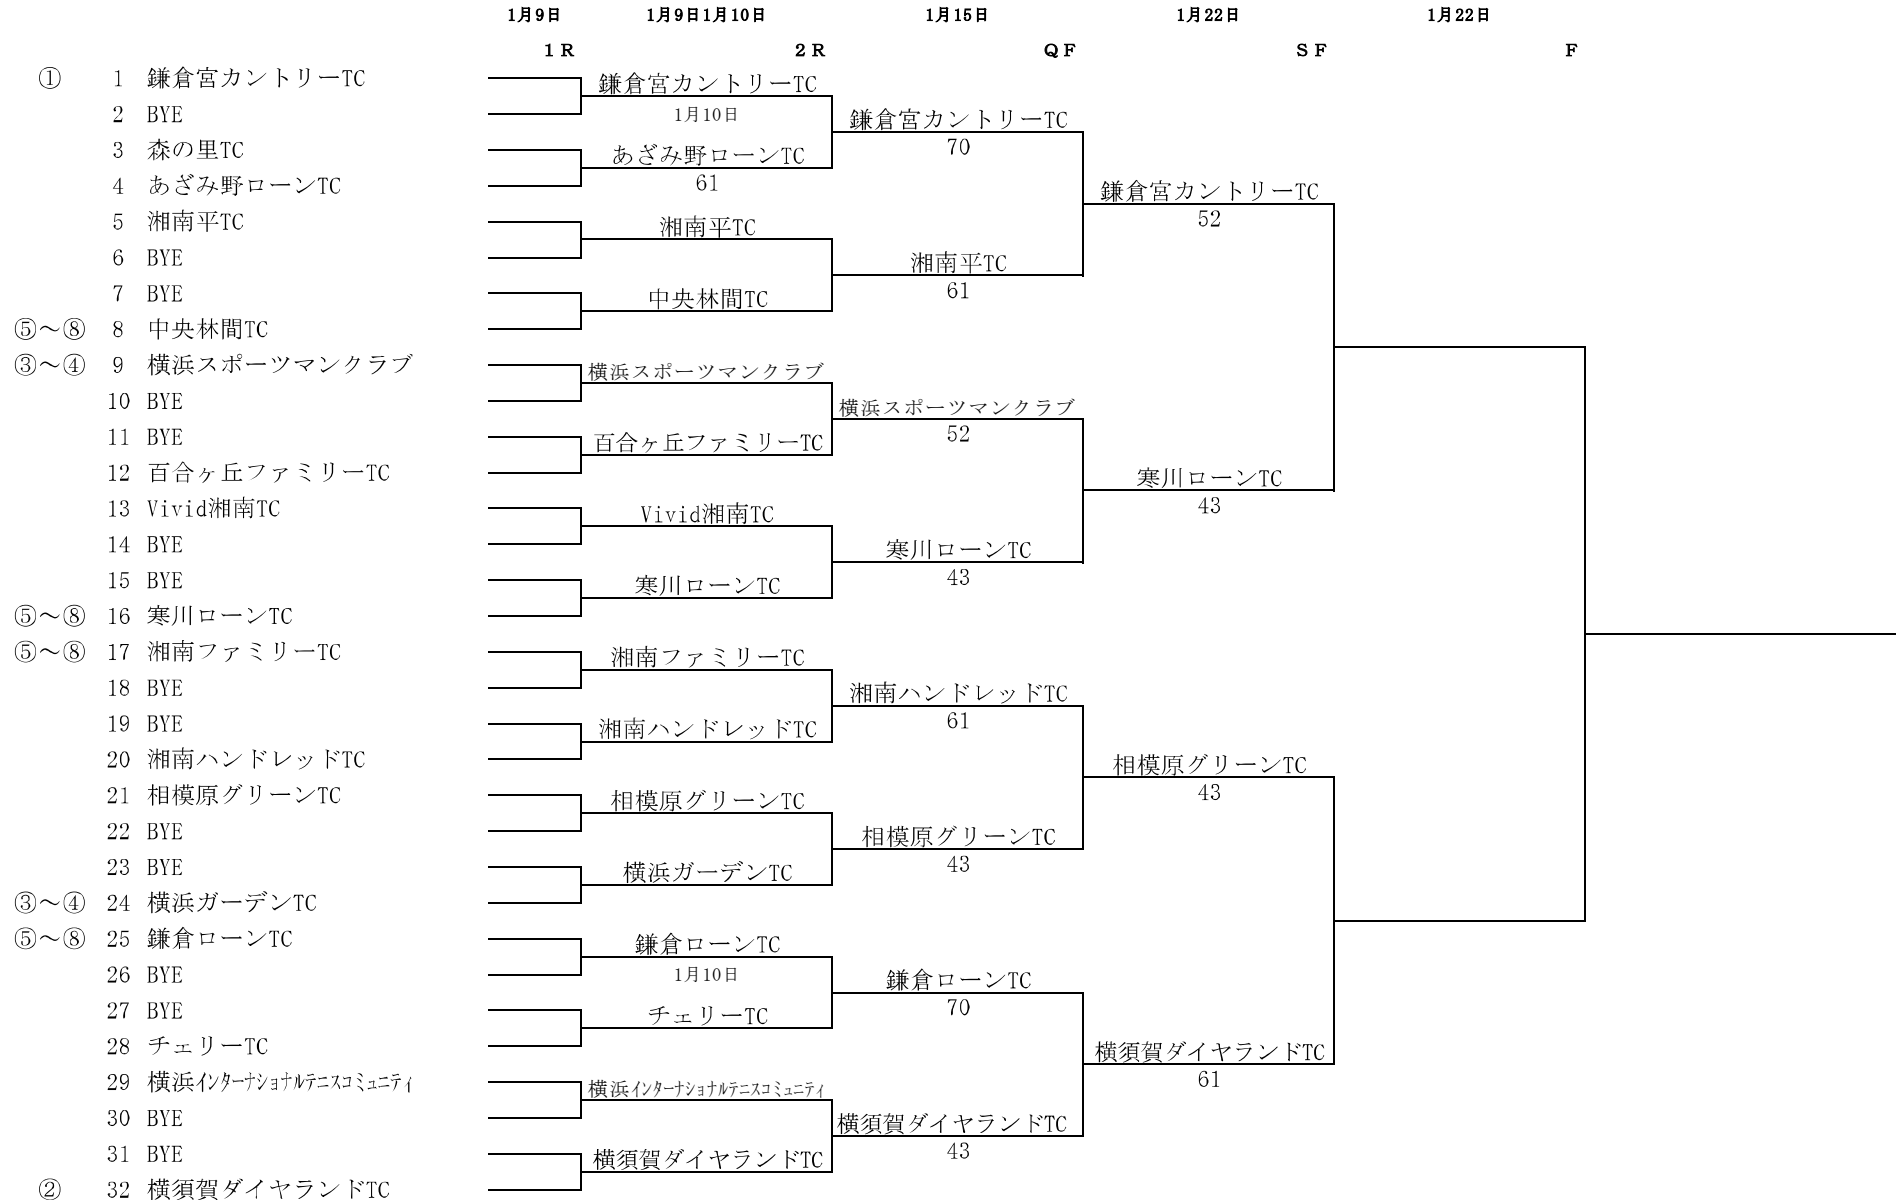 1月9日 1月9日1月10日 1月15日 1月22日 1月22日
1R 2R QF SF F
① 1 鎌倉宮カントリーTC
鎌倉宮カントリーTC
2 BYE 1月10日
鎌倉宮カントリーTC
3 森の里TC 70
あざみ野ローンTC
4 あざみ野ローンTC 61
鎌倉宮カントリーTC
5 湘南平TC 52
湘南平TC
6 BYE
湘南平TC
7 BYE 61
中央林間TC
⑤～⑧ 8 中央林間TC
③～④ 9 横浜スポーツマンクラブ
横浜スポーツマンクラブ
10 BYE
横浜スポーツマンクラブ
11 BYE 52
百合ヶ丘ファミリーTC
12 百合ヶ丘ファミリーTC
寒川ローンTC
13 Vivid湘南TC 43
Vivid湘南TC
14 BYE
寒川ローンTC
15 BYE 43
寒川ローンTC
⑤～⑧ 16 寒川ローンTC
⑤～⑧ 17 湘南ファミリーTC
湘南ファミリーTC
18 BYE
湘南ハンドレッドTC
19 BYE 61
湘南ハンドレッドTC
20 湘南ハンドレッドTC
相模原グリーンTC
21 相模原グリーンTC 43
相模原グリーンTC
22 BYE
相模原グリーンTC
23 BYE 43
横浜ガーデンTC
③～④ 24 横浜ガーデンTC
⑤～⑧ 25 鎌倉ローンTC
鎌倉ローンTC
26 BYE 1月10日
鎌倉ローンTC
27 BYE 70
チェリーTC
28 チェリーTC
横須賀ダイヤランドTC
29 横浜インターナショナルテニスコミュニティ 61
横浜インターナショナルテニスコミュニティ
30 BYE
横須賀ダイヤランドTC
31 BYE 43
横須賀ダイヤランドTC
② 32 横須賀ダイヤランドTC